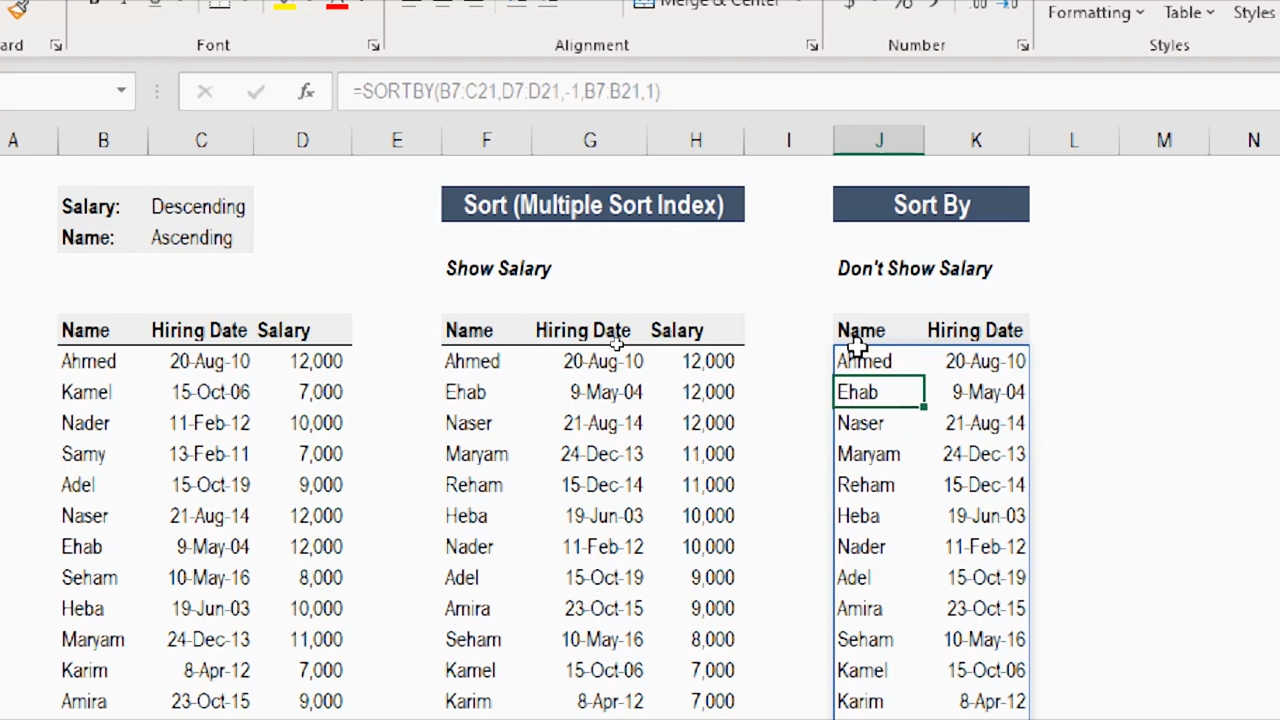 Merge & Center
$ % 9
.00 →0
Formatting Table Styles
ard Font Alignment Number Styles
fx =SORTBY(B7:C21,D7:D21,-1,B7:B21,1)
A B C D E F G H I J K L M N
Salary: Descending Sort (Multiple Sort Index) Sort By
Name: Ascending
Show Salary Don't Show Salary
Name Hiring Date Salary Name Hiring Date Salary Name Hiring Date
Ahmed 20-Aug-10 12,000 Ahmed 20-Aug-10 12,000 Ahmed 20-Aug-10
Kamel 15-Oct-06 7,000 Ehab 9-May-04 12,000 Ehab 9-May-04
Nader 11-Feb-12 10,000 Naser 21-Aug-14 12,000 Naser 21-Aug-14
Samy 13-Feb-11 7,000 Maryam 24-Dec-13 11,000 Maryam 24-Dec-13
Adel 15-Oct-19 9,000 Reham 15-Dec-14 11,000 Reham 15-Dec-14
Naser 21-Aug-14 12,000 Heba 19-Jun-03 10,000 Heba 19-Jun-03
Ehab 9-May-04 12,000 Nader 11-Feb-12 10,000 Nader 11-Feb-12
Seham 10-May-16 8,000 Adel 15-Oct-19 9,000 Adel 15-Oct-19
Heba 19-Jun-03 10,000 Amira 23-Oct-15 9,000 Amira 23-Oct-15
Maryam 24-Dec-13 11,000 Seham 10-May-16 8,000 Seham 10-May-16
Karim 8-Apr-12 7,000 Kamel 15-Oct-06 7,000 Kamel 15-Oct-06
Amira 23-Oct-15 9,000 Karim 8-Apr-12 7,000 Karim 8-Apr-12